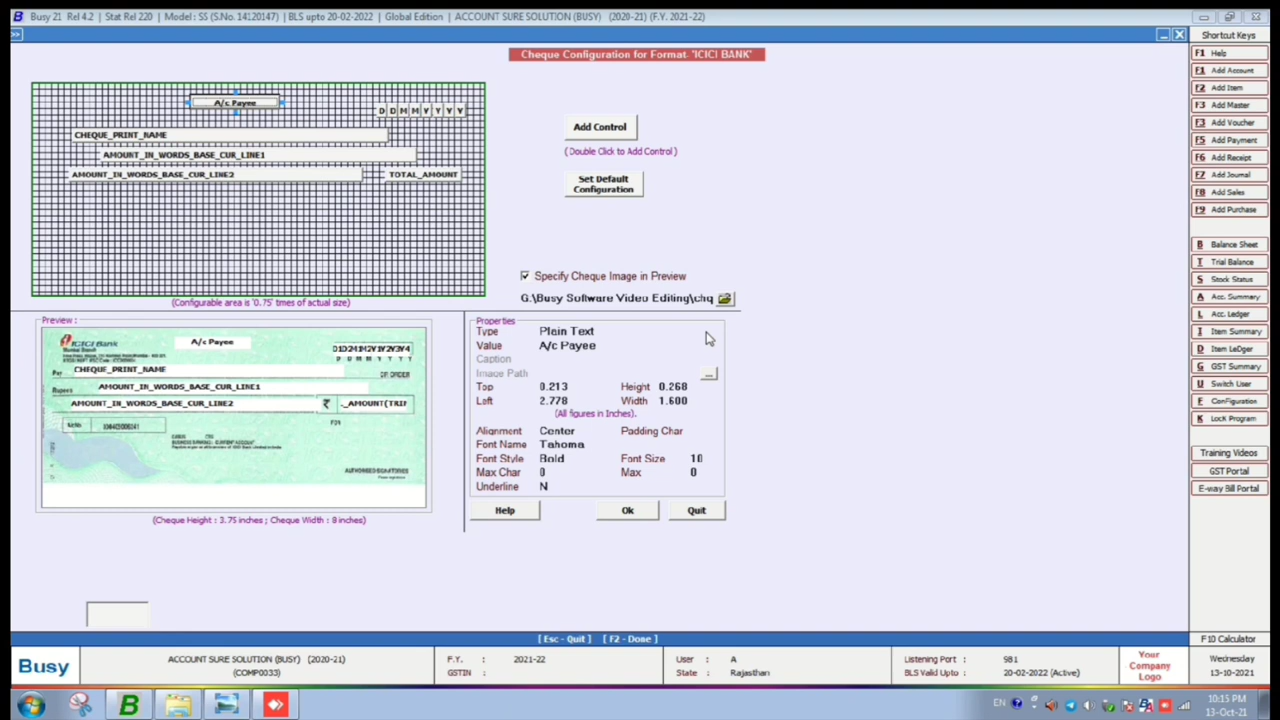 Busy 21 Rel 4.2 | Stat Rel 220 | Model : SS (S.No. 14120147) | BLS upto 20-02-2022 | Global Edition | ACCOUNT SURE SOLUTION (BUSY) (2020-21) (F.Y. 2021-22)
>>
Cheque Configuration for Format. 'ICICI BANK'
A/c Payee
D D M M Y Y Y Y
CHEQUE_PRINT_NAME
AMOUNT_IN_WORDS_BASE_CUR_LINE1
AMOUNT_IN_WORDS_BASE_CUR_LINE2 TOTAL_AMOUNT
(Configurable area is '0.75' times of actual size)
Add Control
(Double Click to Add Control)
Set Default
Configuration
Specify Cheque Image in Preview
G:\Busy Software Video Editing\chq
Preview :
ICICI Bank
A/c Payee
D1D2M1M2Y1Y2Y3Y4
D D M M Y Y Y Y
Pay CHEQUE_PRINT_NAME
OR ORDER
Rupees AMOUNT_IN_WORDS_BASE_CUR_LINE1
AMOUNT_IN_WORDS_BASE_CUR_LINE2 ₹ ._AMOUNT(TRIM
AUTHORISED SIGNATORIES
(Cheque Height : 3.75 inches ; Cheque Width : 8 inches)
Properties
Type Plain Text
Value A/c Payee
Caption
Image Path ...
Top 0.213 Height 0.268
Left 2.778 Width 1.600
(All figures in Inches).
Alignment Center Padding Char
Font Name Tahoma
Font Style Bold Font Size 10
Max Char 0 Max 0
Underline N
Help Ok Quit
[ Esc - Quit ] [ F2 - Done ]
Shortcut Keys
F1 Help
F1 Add Account
F2 Add Item
F3 Add Master
F3 Add Voucher
F5 Add Payment
F6 Add Receipt
F7 Add Journal
F8 Add Sales
F9 Add Purchase
B Balance Sheet
T Trial Balance
S Stock Status
A Acc. Summary
L Acc. Ledger
I Item Summary
D Item LeDger
G GST Summary
U Switch User
F ConFiguration
K LocK Program
Training Videos
GST Portal
E-way Bill Portal
F10 Calculator
Busy
ACCOUNT SURE SOLUTION (BUSY) (2020-21)
(COMP0033)
F.Y. : 2021-22
GSTIN :
User : A
State : Rajasthan
Listening Port : 981
BLS Valid Upto : 20-02-2022 (Active)
Your
Company
Logo
Wednesday
13-10-2021
EN
10:15 PM
13-Oct-21